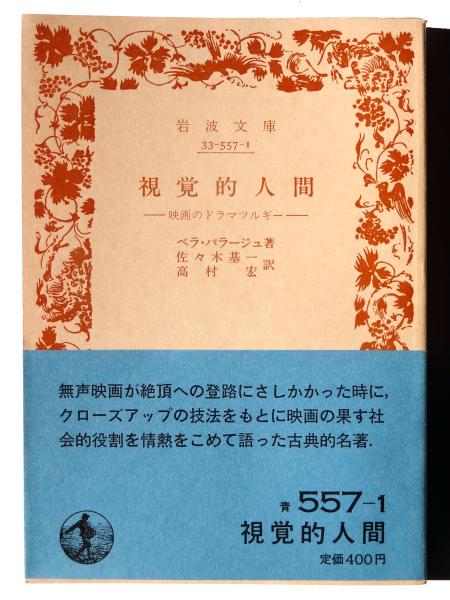 岩波文庫
33-557-1
視覚的人間
―映画のドラマツルギー―
ベラ・バラージュ著
佐々木基一
高村宏
訳
無声映画が絶頂への登路にさしかかった時に,
クローズアップの技法をもとに映画の果す社
会的役割を情熱をこめて語った古典的名著.
青 557-1
視覚的人間
定価400円